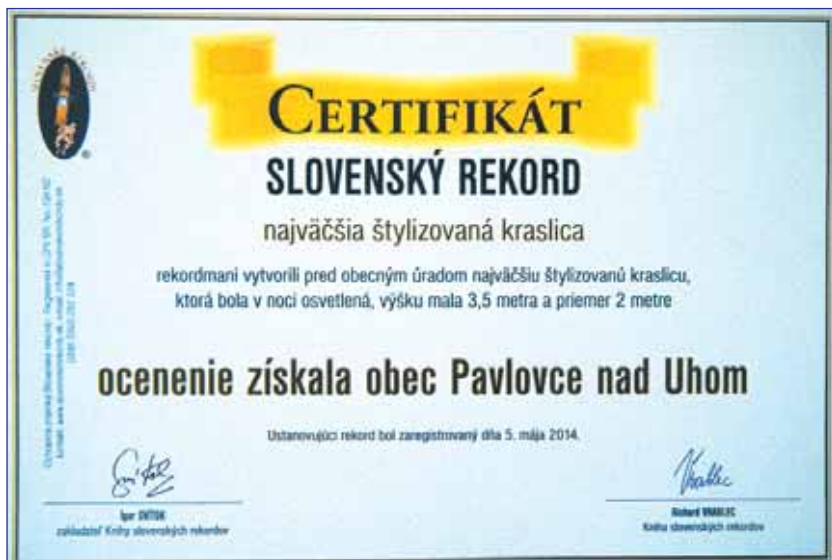 CERTIFIKÁT
SLOVENSKÝ REKORD
najväčšia štylizovaná kraslica
rekordmani vytvorili pred obecným úradom najväčšiu štylizovanú kraslicu,
ktorá bola v noci osvetlená, výšku mala 3,5 metra a priemer 2 metre
ocenenie získala obec Pavlovce nad Uhom
Ustanovujúci rekord bol zaregistrovaný dňa 5. mája 2014.
Igor SVÍTOK
zakladateľ Knihy slovenských rekordov
Richard VRABLEC
Kniha slovenských rekordov